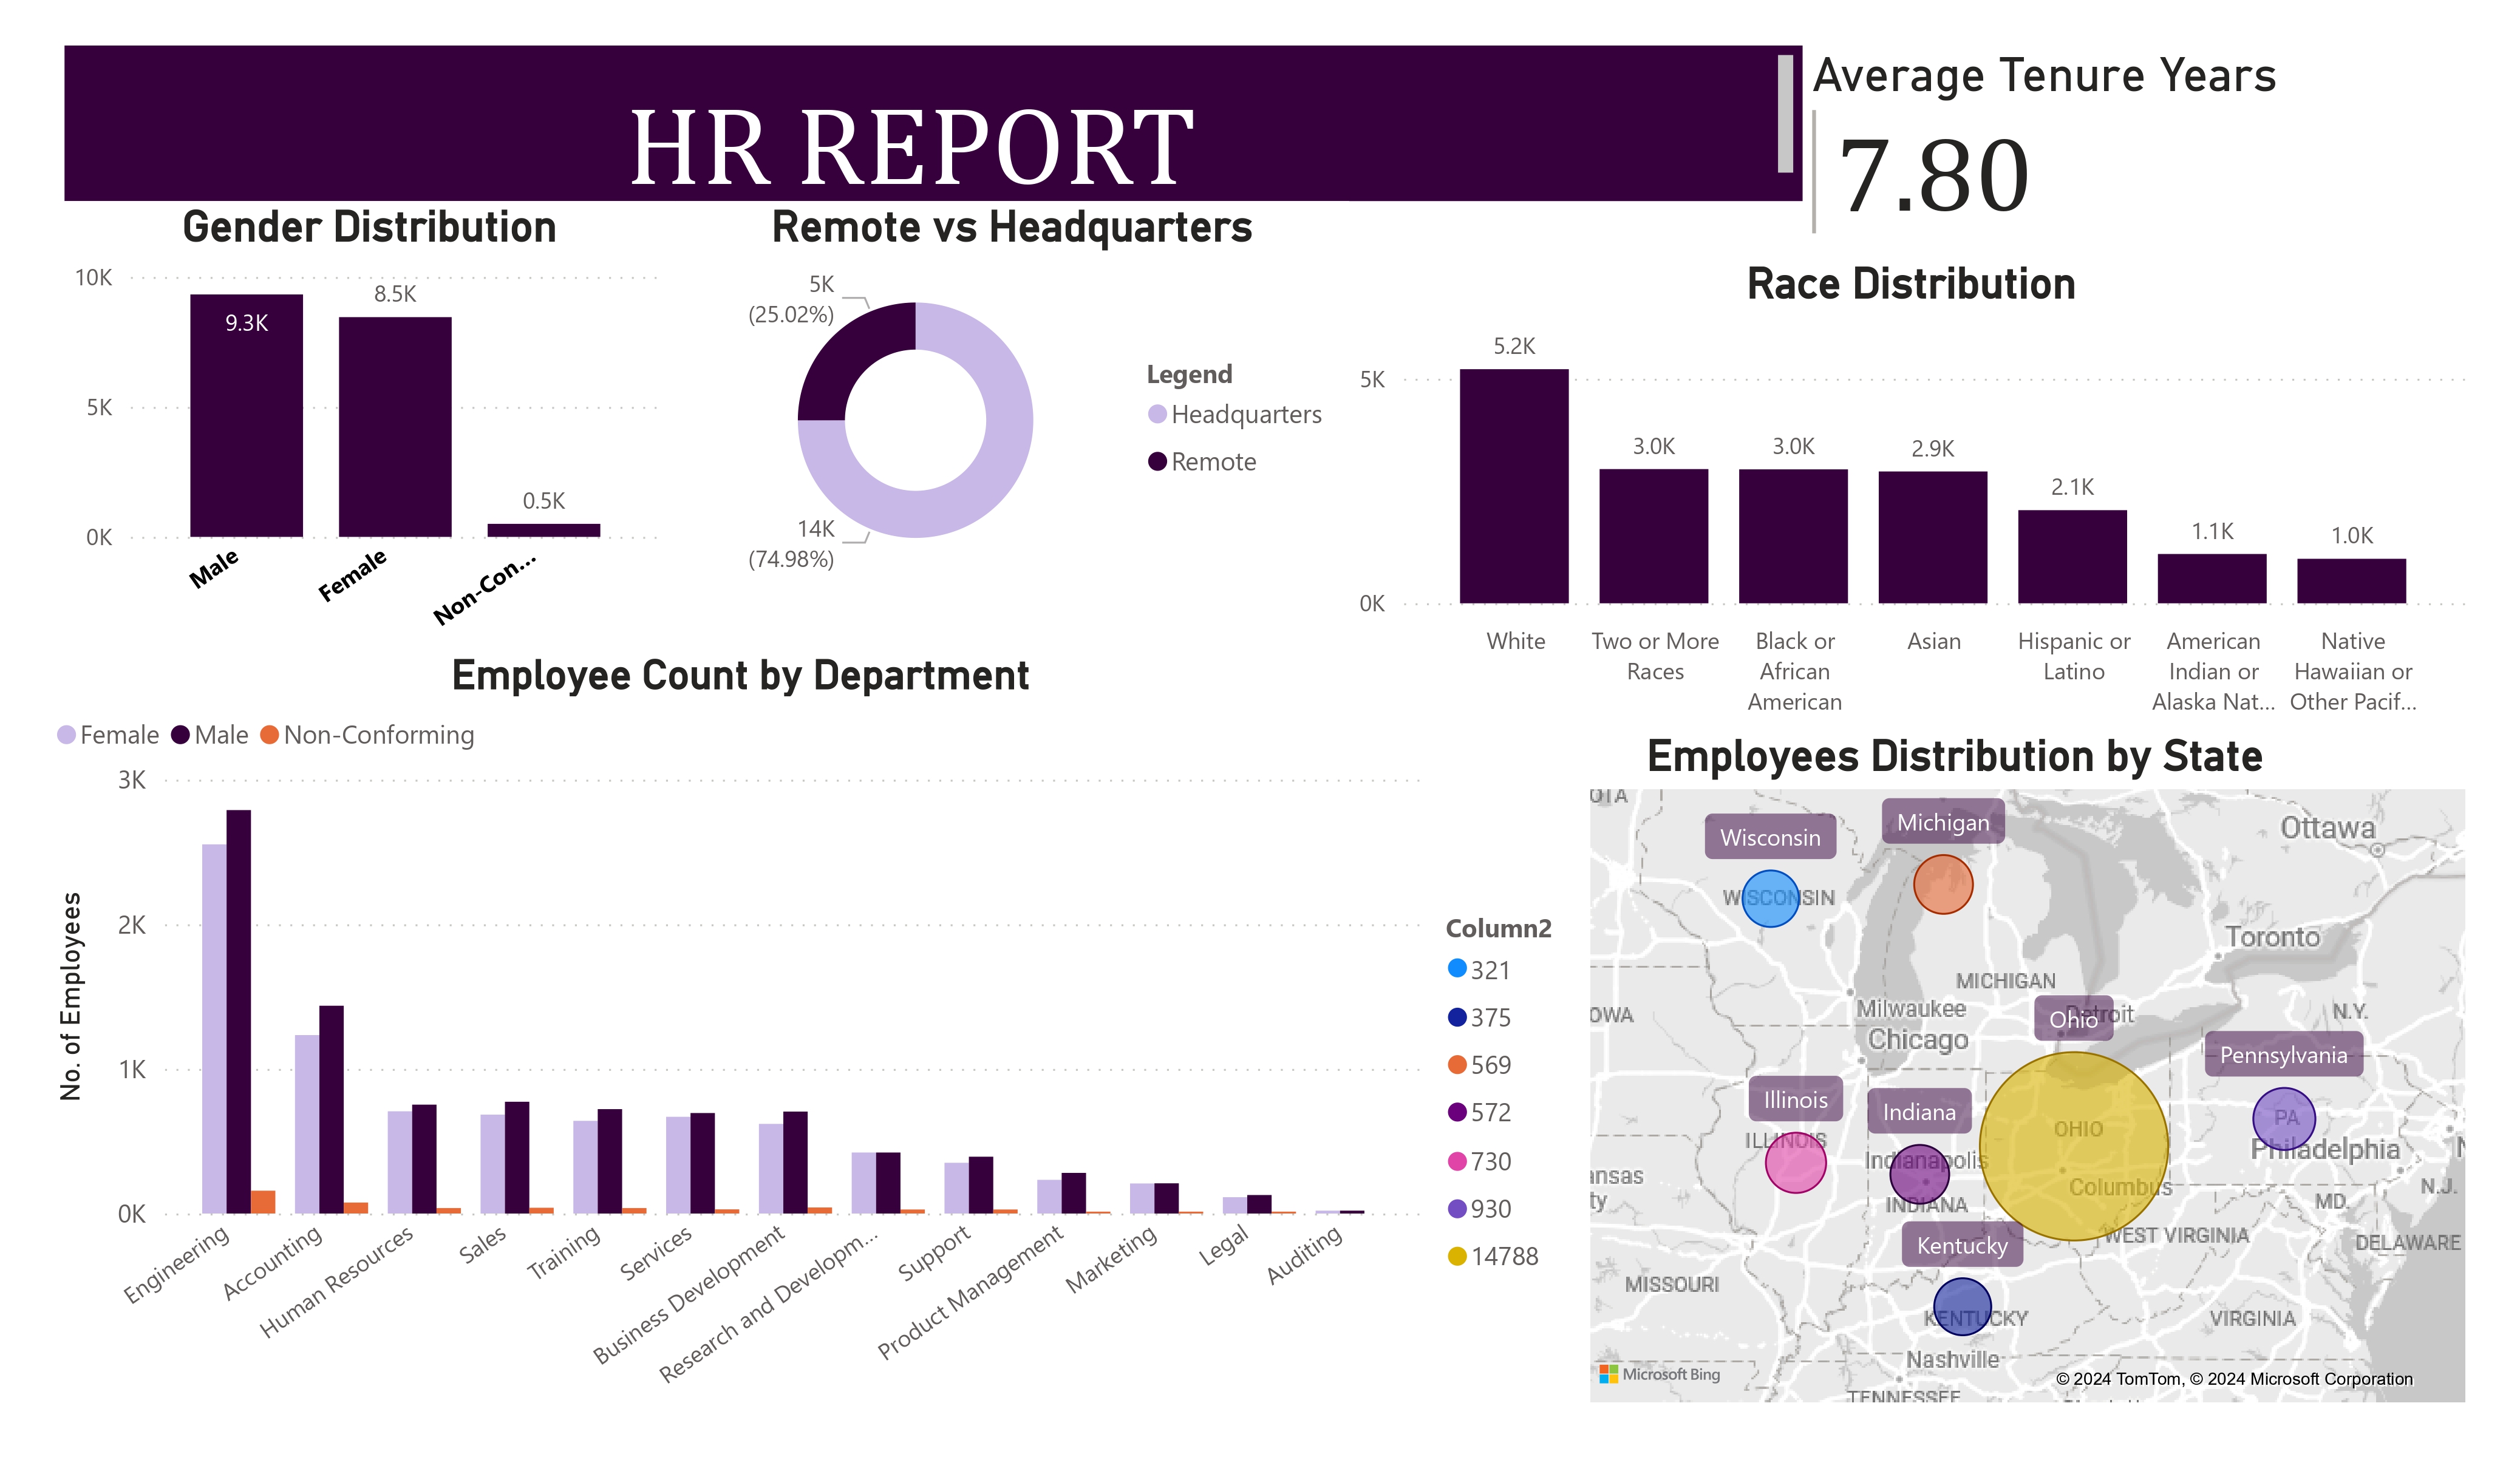 HR REPORT
Average Tenure Years
7.80
Gender Distribution
10K
5K
0K
9.3K
8.5K
0.5K
Male
Female
Non-Con...
Remote vs Headquarters
5K
(25.02%)
14K
(74.98%)
Legend
Headquarters
Remote
Race Distribution
5K
0K
5.2K
3.0K
3.0K
2.9K
2.1K
1.1K
1.0K
White
Two or More
Races
Black or
African
American
Asian
Hispanic or
Latino
American
Indian or
Alaska Nat...
Native
Hawaiian or
Other Pacif...
Employee Count by Department
Female
Male
Non-Conforming
No. of Employees
3K
2K
1K
0K
Engineering
Accounting
Human Resources
Sales
Training
Services
Business Development
Research and Developm...
Support
Product Management
Marketing
Legal
Auditing
Column2
321
375
569
572
730
930
14788
Employees Distribution by State
OTA
Wisconsin
Michigan
Ottawa
WISCONSIN
Toronto
MICHIGAN
OWA
Milwaukee
Detroit
Ohio
N.Y.
Chicago
Pennsylvania
Illinois
Indiana
PA
OHIO
ILLINOIS
Philadelphia
N
Indianapolis
ansas
ty
Columbus
N.J.
INDIANA
MD.
WEST VIRGINIA
DELAWARE
Kentucky
MISSOURI
KENTUCKY
VIRGINIA
Nashville
Microsoft Bing
© 2024 TomTom, © 2024 Microsoft Corporation
TENNESSEE